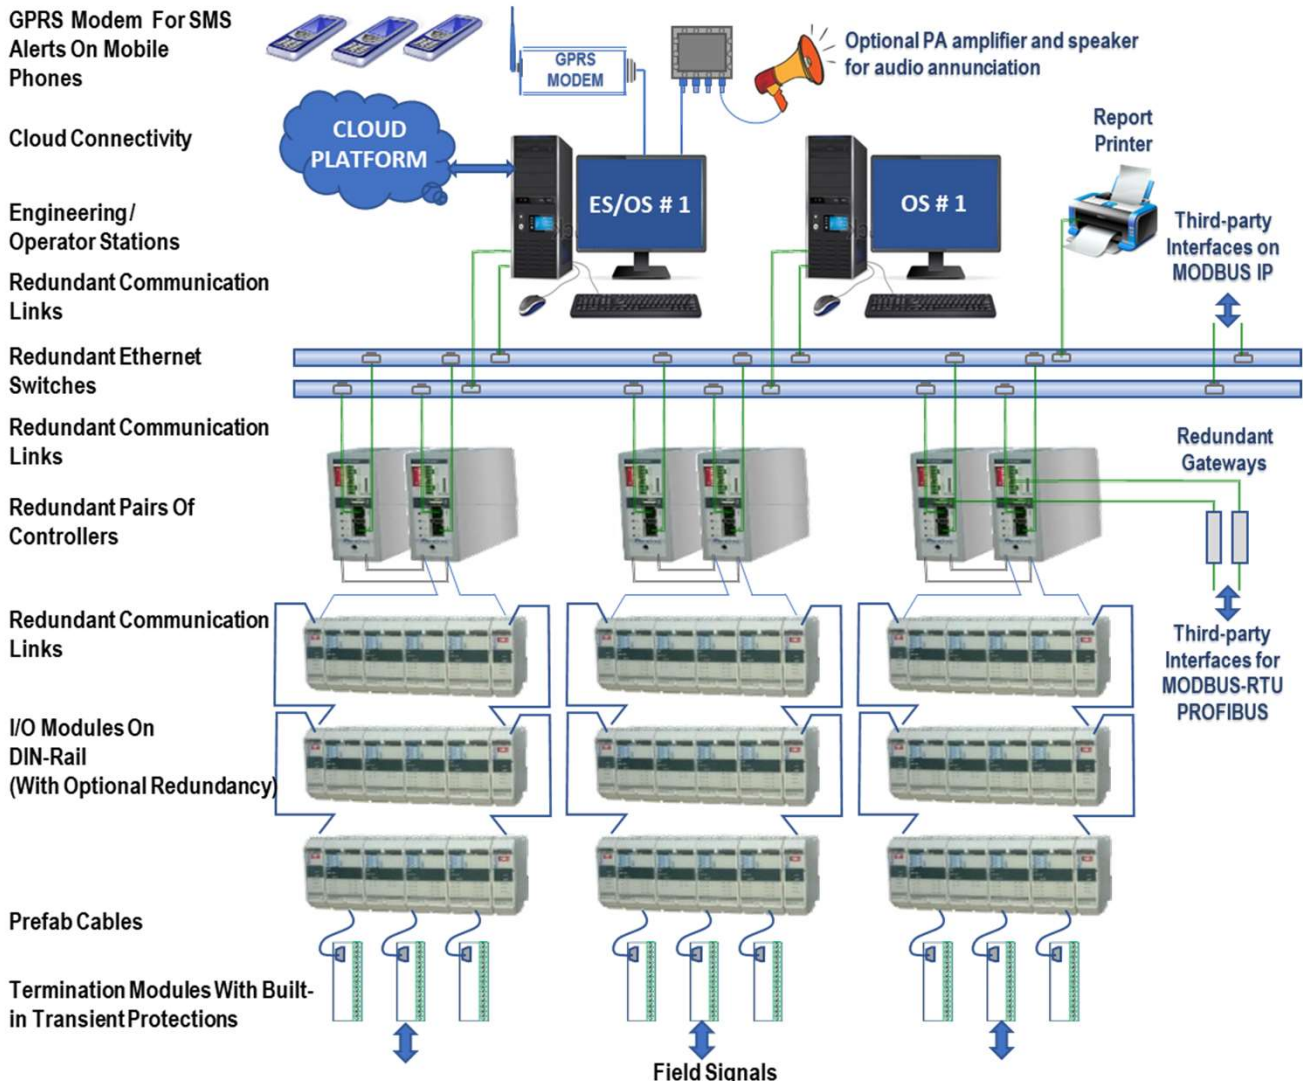 GPRS Modem For SMS
Alerts On Mobile
Phones
GPRS
MODEM
Optional PA amplifier and speaker
for audio annunciation
Cloud Connectivity
CLOUD
PLATFORM
Report
Printer
Engineering/
Operator Stations
ES/OS # 1
OS # 1
Third-party
Interfaces on
MODBUS IP
Redundant Communication
Links
Redundant Ethernet
Switches
Redundant Communication
Links
Redundant
Gateways
Redundant Pairs Of
Controllers
Redundant Communication
Links
Third-party
Interfaces for
MODBUS-RTU
PROFIBUS
I/O Modules On
DIN-Rail
(With Optional Redundancy)
Prefab Cables
Termination Modules With Built-
in Transient Protections
Field Signals